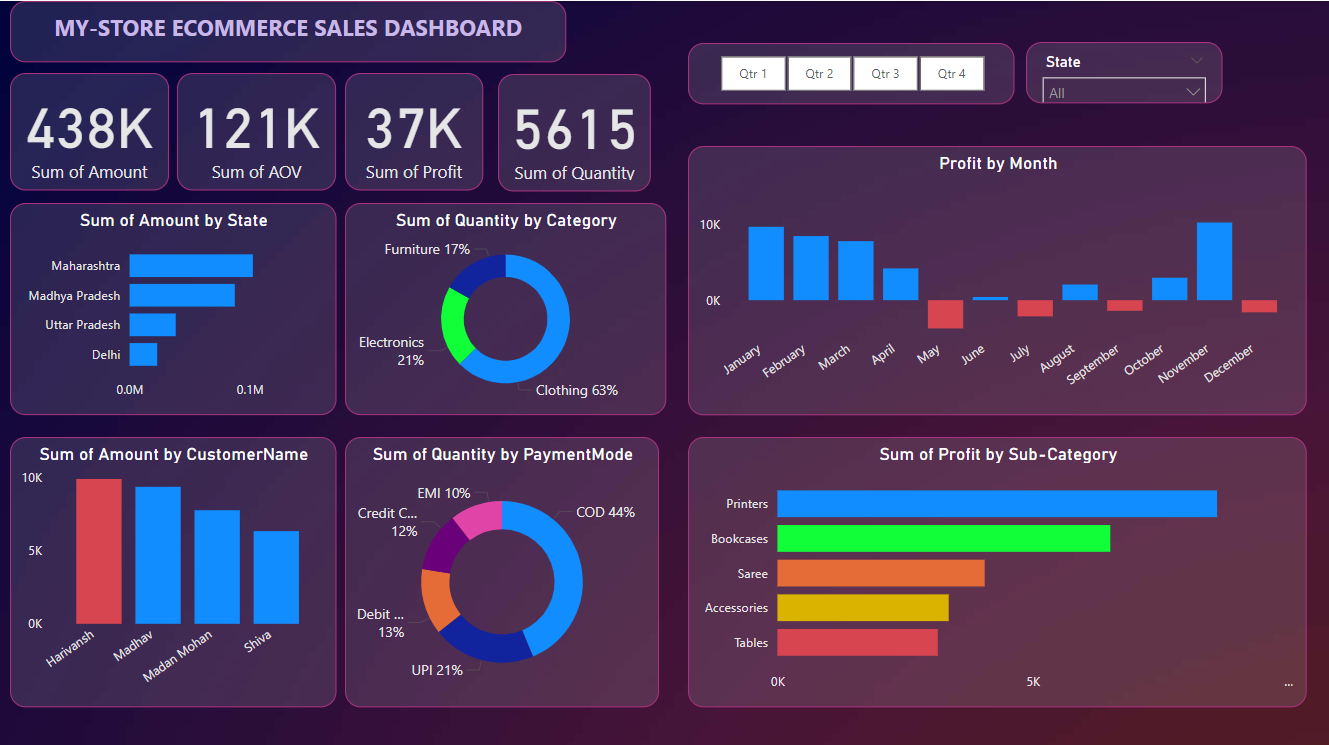 MY-STORE ECOMMERCE SALES DASHBOARD
Qtr 1
Qtr 2
Qtr 3
Qtr 4
State
All
438K
Sum of Amount
121K
Sum of AOV
37K
Sum of Profit
5615
Sum of Quantity
Sum of Amount by State
Maharashtra
Madhya Pradesh
Uttar Pradesh
Delhi
0.0M
0.1M
Sum of Quantity by Category
Furniture 17%
Electronics
21%
Clothing 63%
Profit by Month
10K
0K
January
February
March
April
May
June
July
August
September
October
November
December
Sum of Amount by CustomerName
10K
5K
0K
Harivansh
Madhav
Madan Mohan
Shiva
Sum of Quantity by PaymentMode
EMI 10%
Credit C...
12%
COD 44%
Debit ...
13%
UPI 21%
Sum of Profit by Sub-Category
Printers
Bookcases
Saree
Accessories
Tables
0K
5K
...